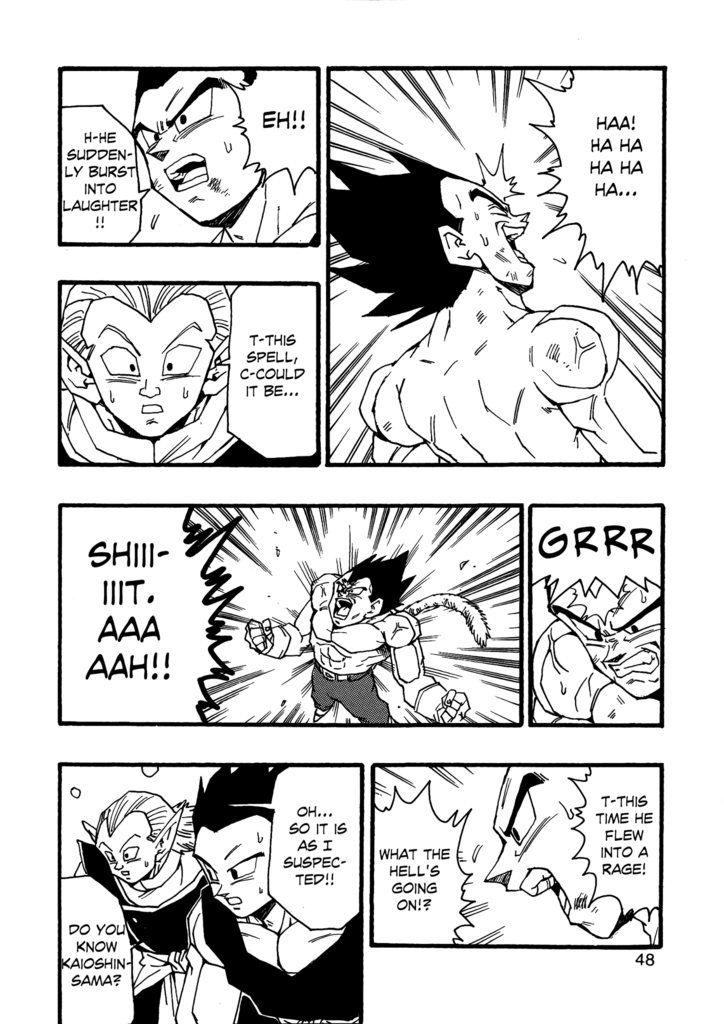 HAA!
HA HA
HA HA
HA...
EH!!
H-HE
SUDDEN-
LY BURST
INTO
LAUGHTER
!!
T-THIS
SPELL,
C-COULD
IT BE...
GRRR
SHIII-
IIIT.
AAA
AAH!!
T-THIS
TIME HE
FLEW
INTO A
RAGE!
WHAT THE
HELL'S
GOING
ON!?
OH...
SO IT IS
AS I
SUSPEC-
TED!!
DO YOU
KNOW
KAIOSHIN-
SAMA?
48